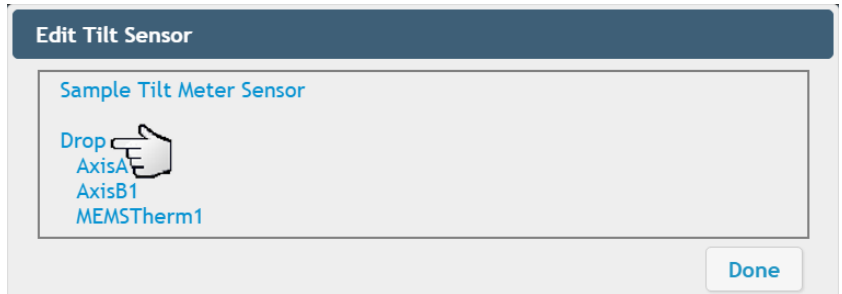 Edit Tilt Sensor
Sample Tilt Meter Sensor
Drop
AxisA
AxisB1
MEMSTherm1
Done